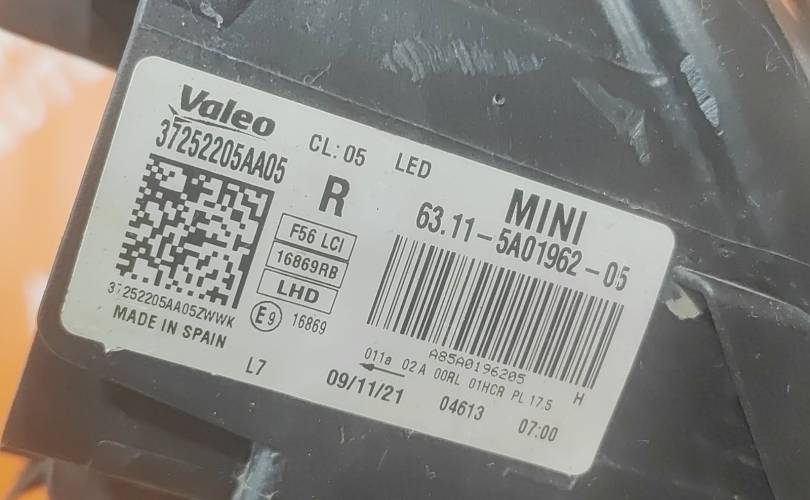 Valeo
37252205AA05
CL: 05 LED
R
MINI
63.11-5A01962-05
F56 LCI
16869RB
LHD
E9 16869
37252205AA05ZWWK
MADE IN SPAIN
A85A0196205
011a 02A 00RL 01HCR PL 17.5 H
L7 09/11/21 04613 07:00